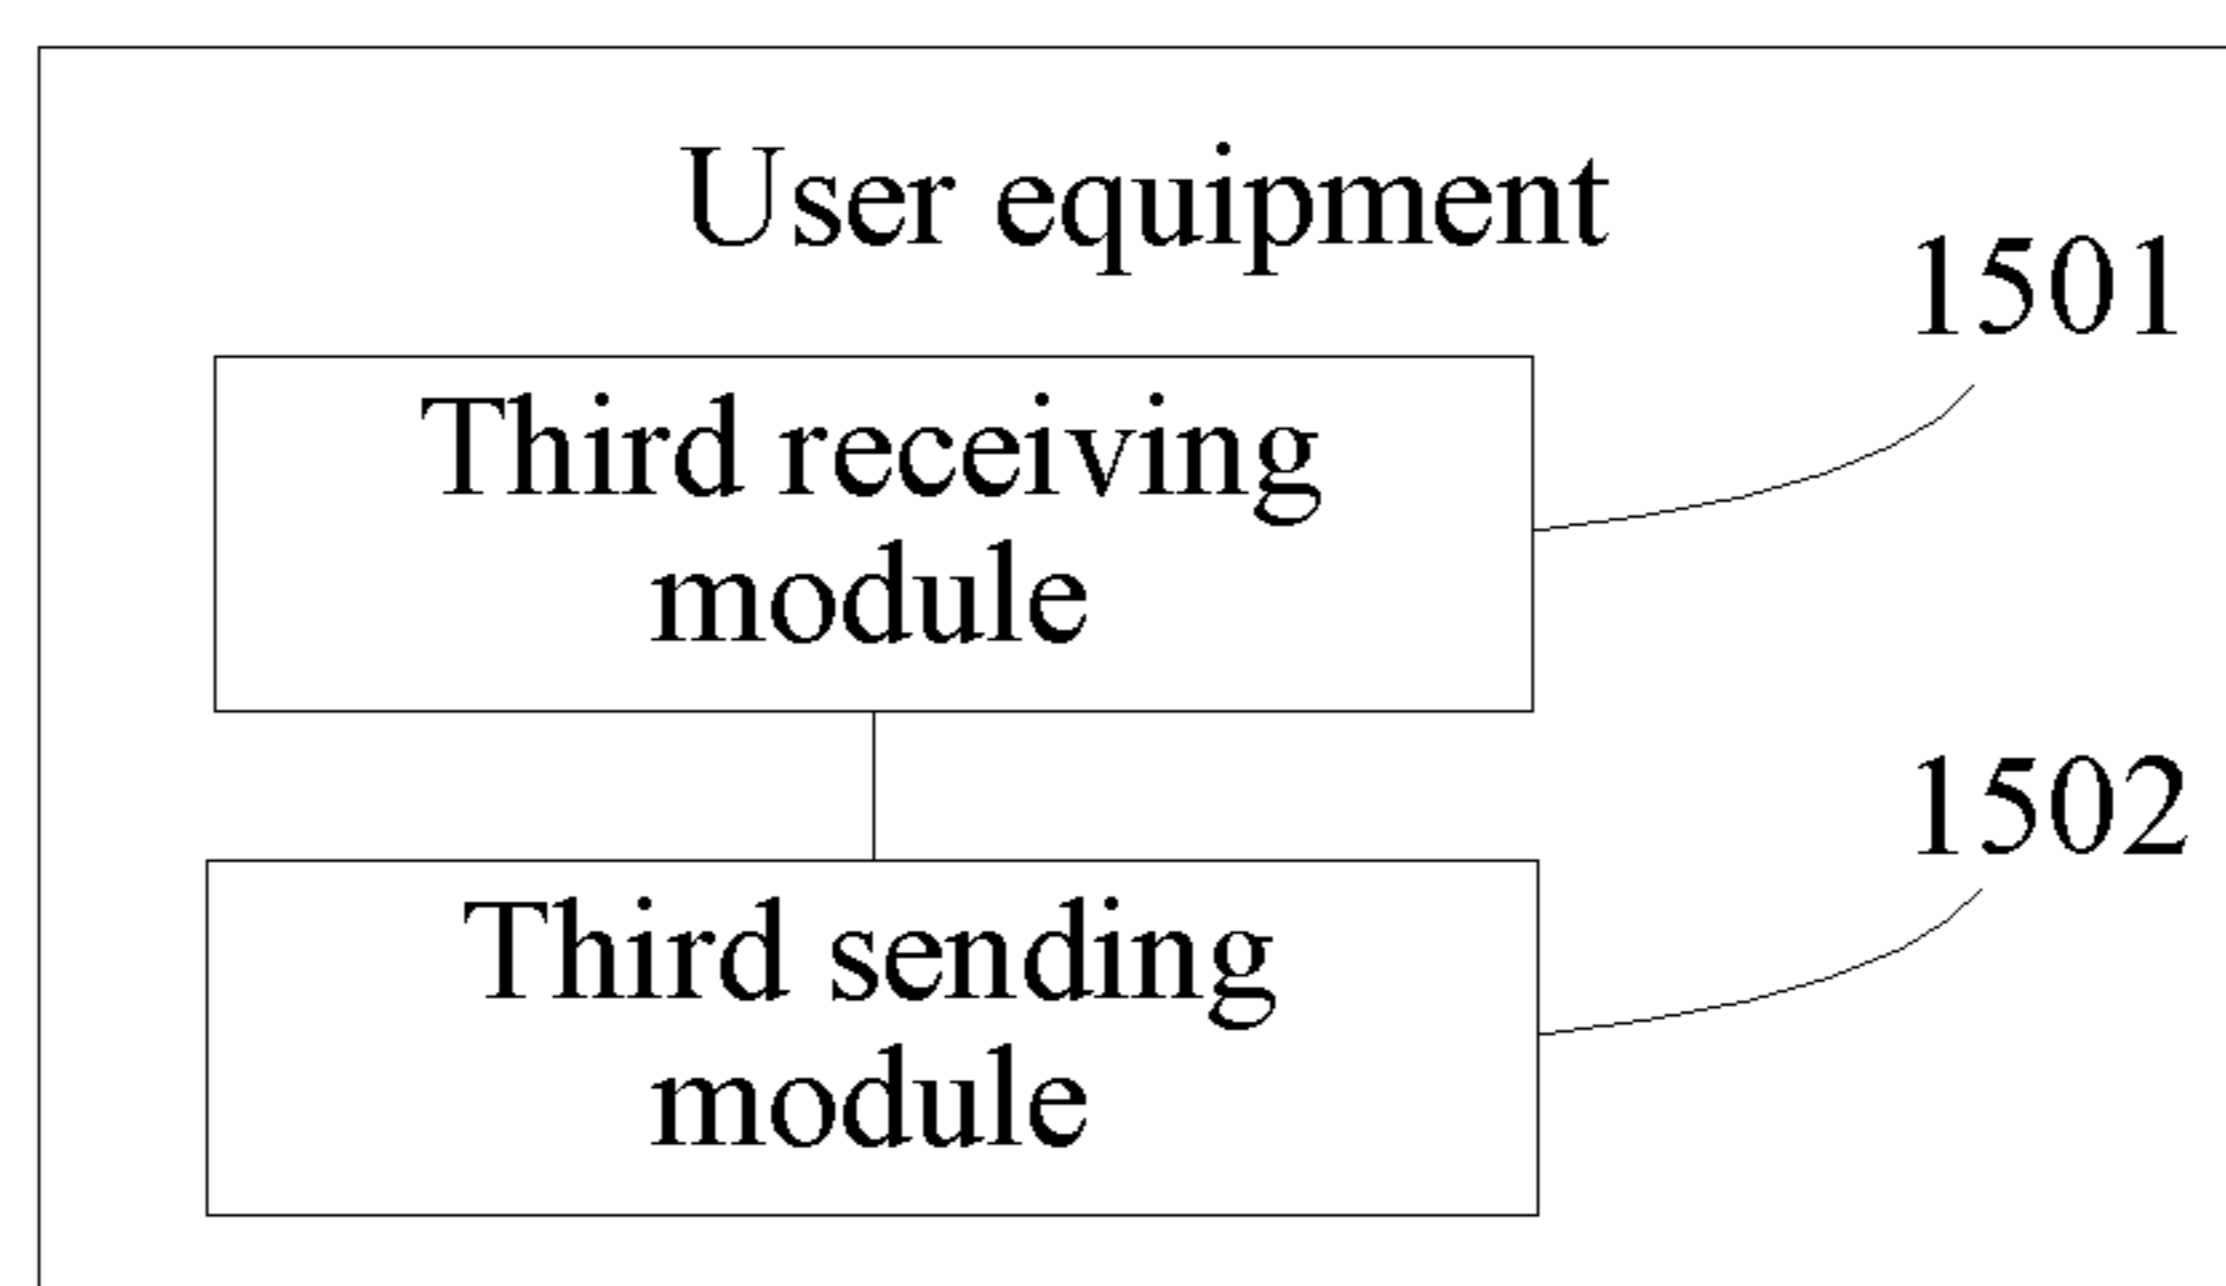 User equipment
1501
Third receiving
module
1502
Third sending
module